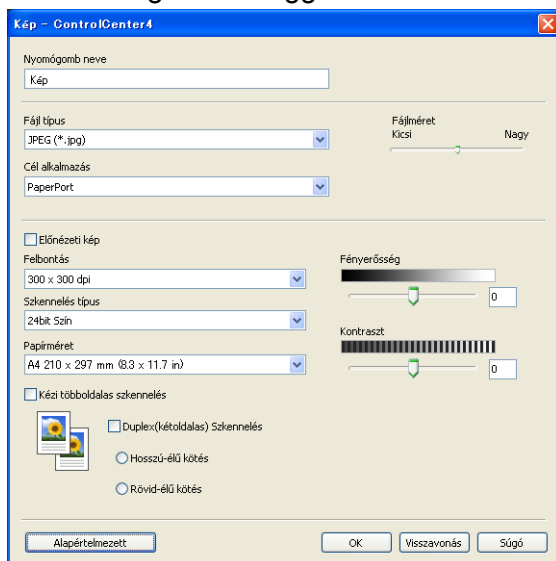 Kép - ControlCenter4
Nyomógomb neve
Kép
Fájl típus
JPEG (*.jpg)
Fájlméret
Kicsi Nagy
Cél alkalmazás
PaperPort
Előnézeti kép
Felbontás
300 x 300 dpi
Fényerősség
0
Szkennelés típus
24bit Szín
Kontraszt
0
Papírméret
A4 210 x 297 mm (8.3 x 11.7 in)
Kézi többoldalas szkennelés
Duplex(kétoldalas) Szkennelés
Hosszú-élű kötés
Rövid-élű kötés
Alapértelmezett OK Visszavonás Súgó